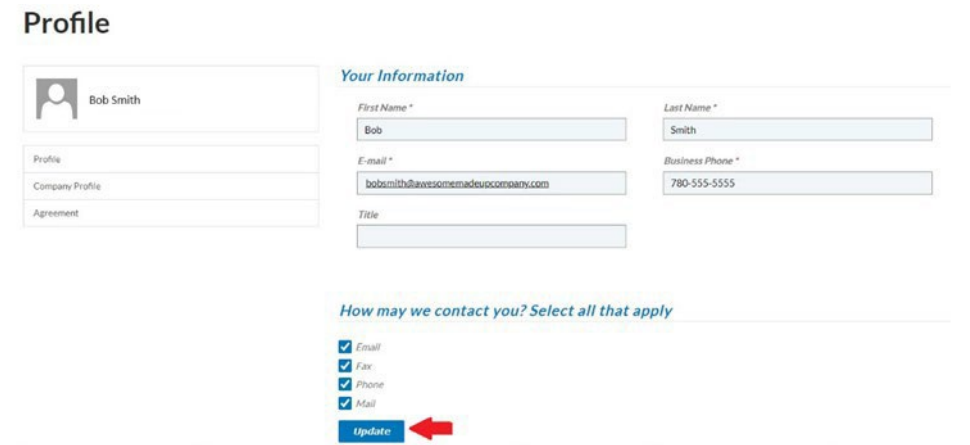 Profile
Bob Smith
Profile
Company Profile
Agreement
Your Information
First Name *
Last Name *
Bob
Smith
E-mail *
Business Phone *
bobsmith@awesomemadeupcompany.com
780-555-5555
Title
How may we contact you? Select all that apply
Email
Fax
Phone
Mail
Update